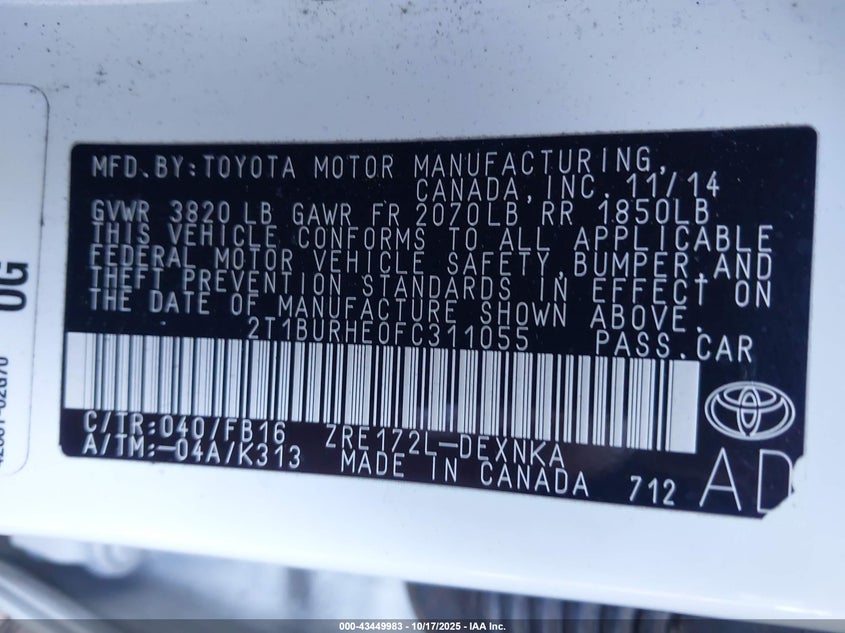 MFD.BY:TOYOTA MOTOR MANUFACTURING,
CANADA,INC. 11/14
GVWR 3820 LB GAWR FR 2070LB RR 1850LB
THIS VEHICLE CONFORMS TO ALL APPLICABLE
FEDERAL MOTOR VEHICLE SAFETY,BUMPER,AND
THEFT PREVENTION STANDARDS IN EFFECT ON
THE DATE OF MANUFACTURE SHOWN ABOVE.
2T1BURHE0FC311055 PASS.CAR
C/TR:040/FB16 ZRE172L-DEXNKA
A/TM:-04A/K313 MADE IN CANADA 712
AD
0G
000-43449983 - 10/17/2025 - IAA Inc.